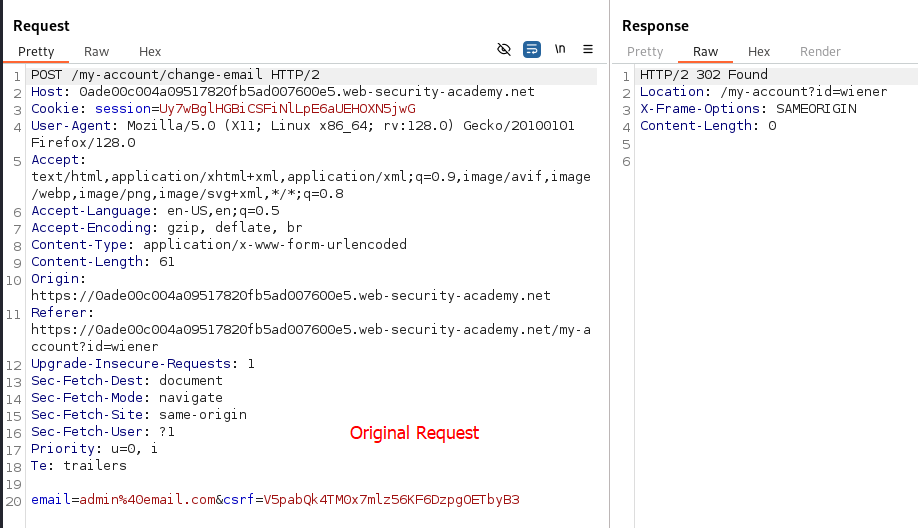 Request
Pretty Raw Hex
\n
1 POST /my-account/change-email HTTP/2
2 Host: 0ade00c004a09517820fb5ad007600e5.web-security-academy.net
3 Cookie: session=Uy7wBglHGBiCSFiNlLpE6aUEHOXN5jwG
4 User-Agent: Mozilla/5.0 (X11; Linux x86_64; rv:128.0) Gecko/20100101
Firefox/128.0
5 Accept:
text/html,application/xhtml+xml,application/xml;q=0.9,image/avif,image
/webp,image/png,image/svg+xml,*/*;q=0.8
6 Accept-Language: en-US,en;q=0.5
7 Accept-Encoding: gzip, deflate, br
8 Content-Type: application/x-www-form-urlencoded
9 Content-Length: 61
10 Origin:
https://0ade00c004a09517820fb5ad007600e5.web-security-academy.net
11 Referer:
https://0ade00c004a09517820fb5ad007600e5.web-security-academy.net/my-a
ccount?id=wiener
12 Upgrade-Insecure-Requests: 1
13 Sec-Fetch-Dest: document
14 Sec-Fetch-Mode: navigate
15 Sec-Fetch-Site: same-origin
16 Sec-Fetch-User: ?1
17 Priority: u=0, i
18 Te: trailers
19
20 email=admin%40email.com&csrf=V5pabQk4TM0x7mlz56KF6DzpgOETbyB3
Original Request
Response
Pretty Raw Hex Render
1 HTTP/2 302 Found
2 Location: /my-account?id=wiener
3 X-Frame-Options: SAMEORIGIN
4 Content-Length: 0
5
6